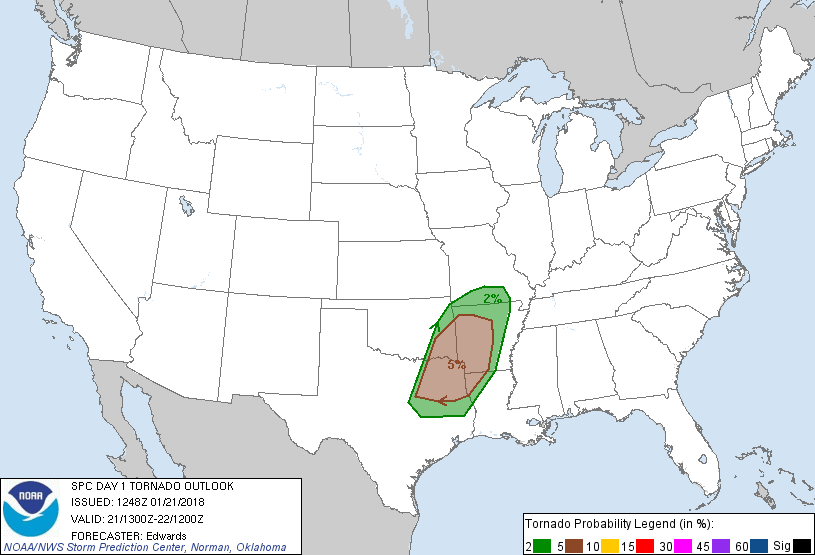 2%
5%
NOAA
SPC DAY 1 TORNADO OUTLOOK
ISSUED: 1248Z 01/21/2018
VALID: 21/1300Z-22/1200Z
FORECASTER: Edwards
NOAA/NWS Storm Prediction Center, Norman, Oklahoma
Tornado Probability Legend (in %):
2 5 10 15 30 45 60 Sig